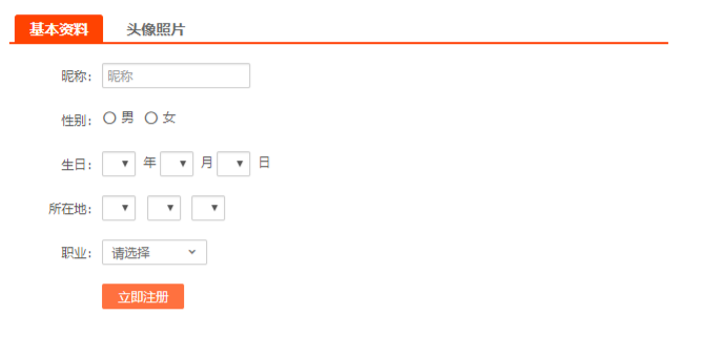 基本资料 头像照片
昵称: 昵称
性别: 男 女
生日: 年 月 日
所在地:
职业: 请选择
立即注册